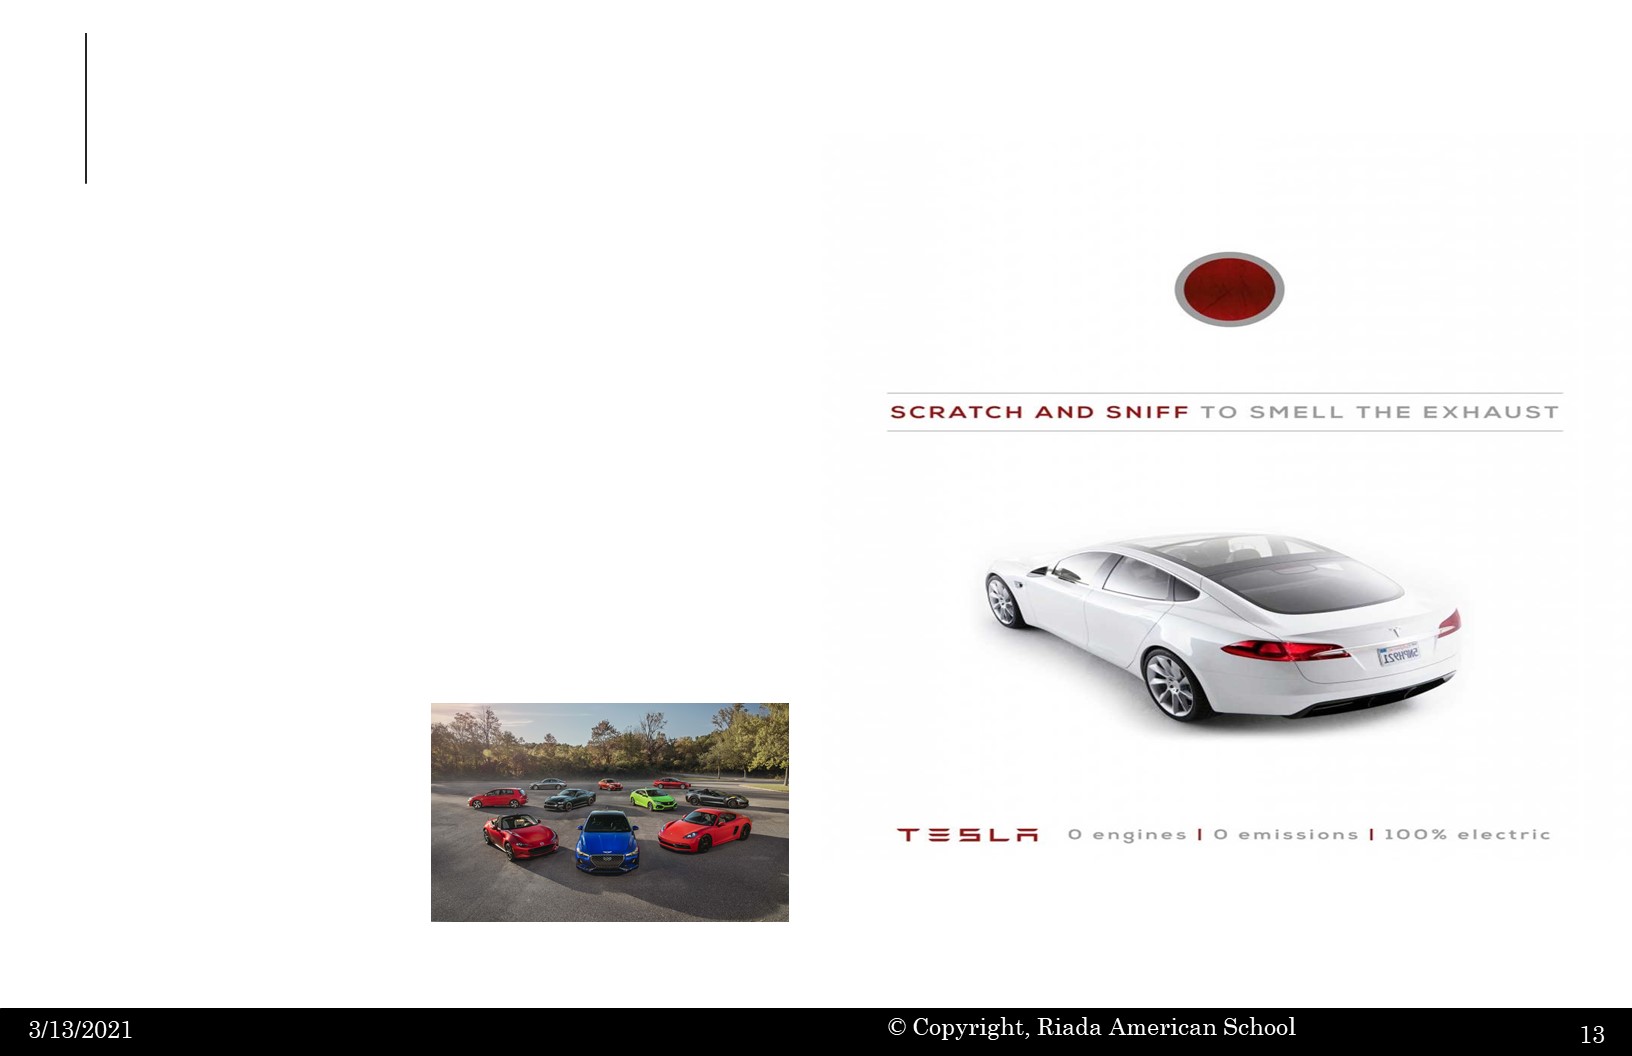 SCRATCH AND SNIFF TO SMELL THE EXHAUST
TESLA 0 engines | 0 emissions | 100% electric
3/13/2021
© Copyright, Riada American School
13